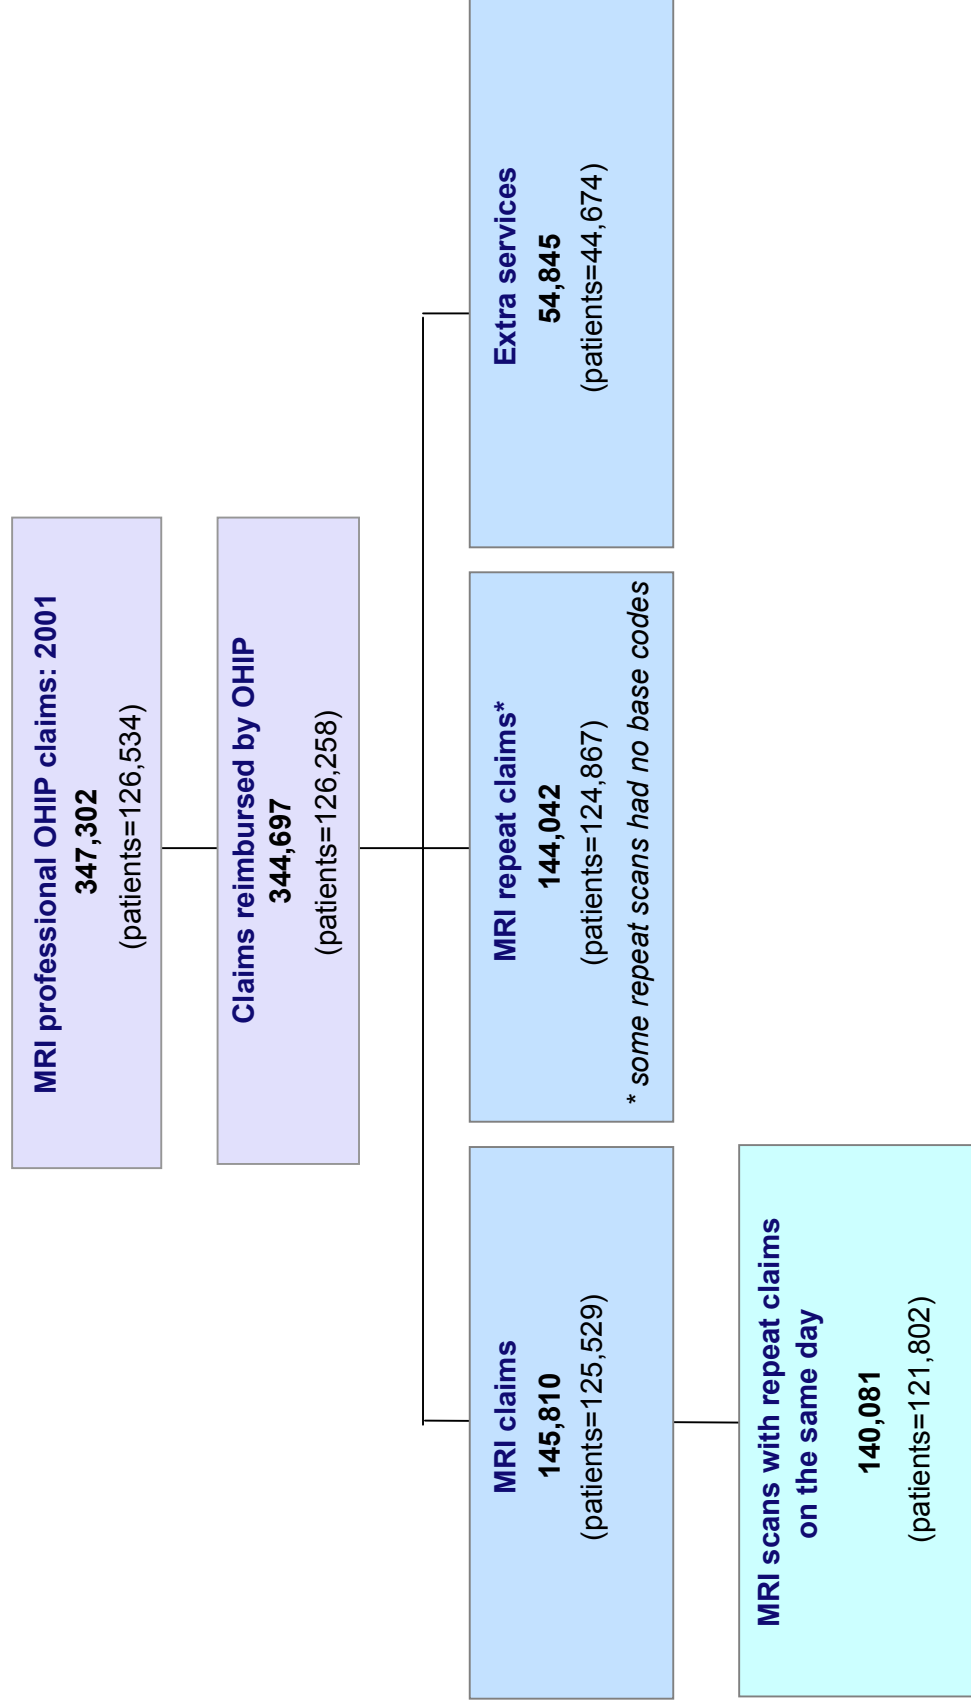 MRI professional OHIP claims: 2001
347,302
(patients=126,534)
Claims reimbursed by OHIP
344,697
(patients=126,258)
MRI claims
145,810
(patients=125,529)
MRI repeat claims*
144,042
(patients=124,867)
* some repeat scans had no base codes
Extra services
54,845
(patients=44,674)
MRI scans with repeat claims
on the same day
140,081
(patients=121,802)